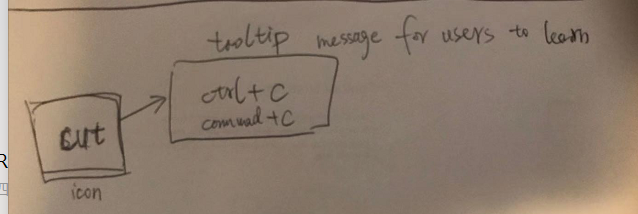 tooltip message for users to learn
ctrl+C
command+C
cut
icon